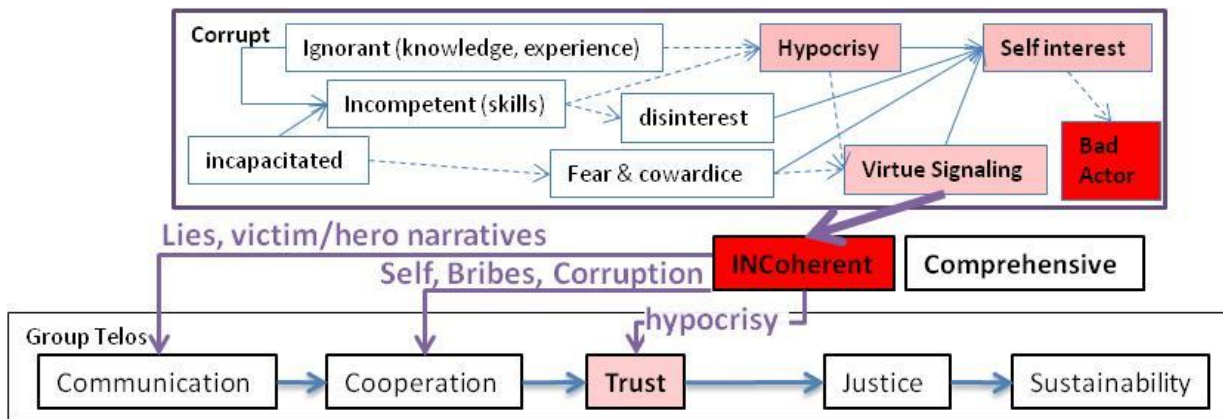 Corrupt
Ignorant (knowledge, experience)
Hypocrisy
Self interest
Incompetent (skills)
disinterest
incapacitated
Fear & cowardice
Virtue Signaling
Bad
Actor
Lies, victim/hero narratives
Self, Bribes, Corruption
INCoherent
Comprehensive
hypocrisy
Group Telos
Communication
Cooperation
Trust
Justice
Sustainability